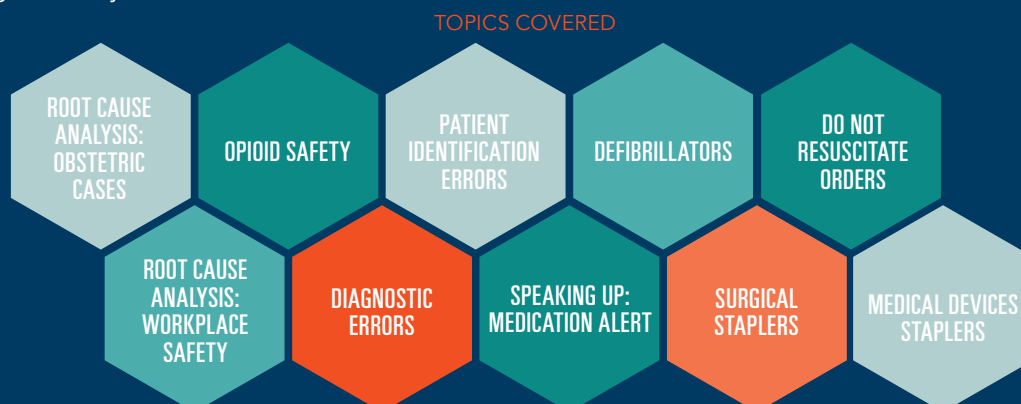 TOPICS COVERED
ROOT CAUSE
ANALYSIS:
OBSTETRIC
CASES
OPIOID SAFETY
PATIENT
IDENTIFICATION
ERRORS
DEFIBRILLATORS
DO NOT
RESUSCITATE
ORDERS
ROOT CAUSE
ANALYSIS:
WORKPLACE
SAFETY
DIAGNOSTIC
ERRORS
SPEAKING UP:
MEDICATION ALERT
SURGICAL
STAPLERS
MEDICAL DEVICES
STAPLERS